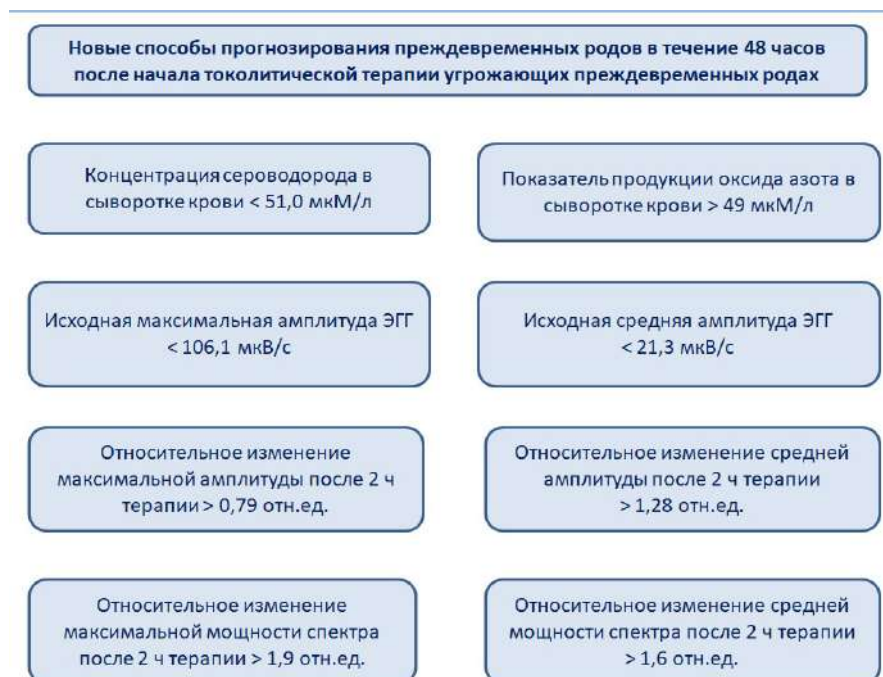 Новые способы прогнозирования преждевременных родов в течение 48 часов
после начала токолитической терапии угрожающих преждевременных родах
Концентрация сероводорода в
сыворотке крови < 51,0 мкМ/л
Показатель продукции оксида азота в
сыворотке крови > 49 мкМ/л
Исходная максимальная амплитуда ЭГГ
< 106,1 мкВ/с
Исходная средняя амплитуда ЭГГ
< 21,3 мкВ/с
Относительное изменение
максимальной амплитуды после 2 ч
терапии > 0,79 отн.ед.
Относительное изменение средней
амплитуды после 2 ч терапии
> 1,28 отн.ед.
Относительное изменение
максимальной мощности спектра
после 2 ч терапии > 1,9 отн.ед.
Относительное изменение средней
мощности спектра после 2 ч терапии
> 1,6 отн.ед.